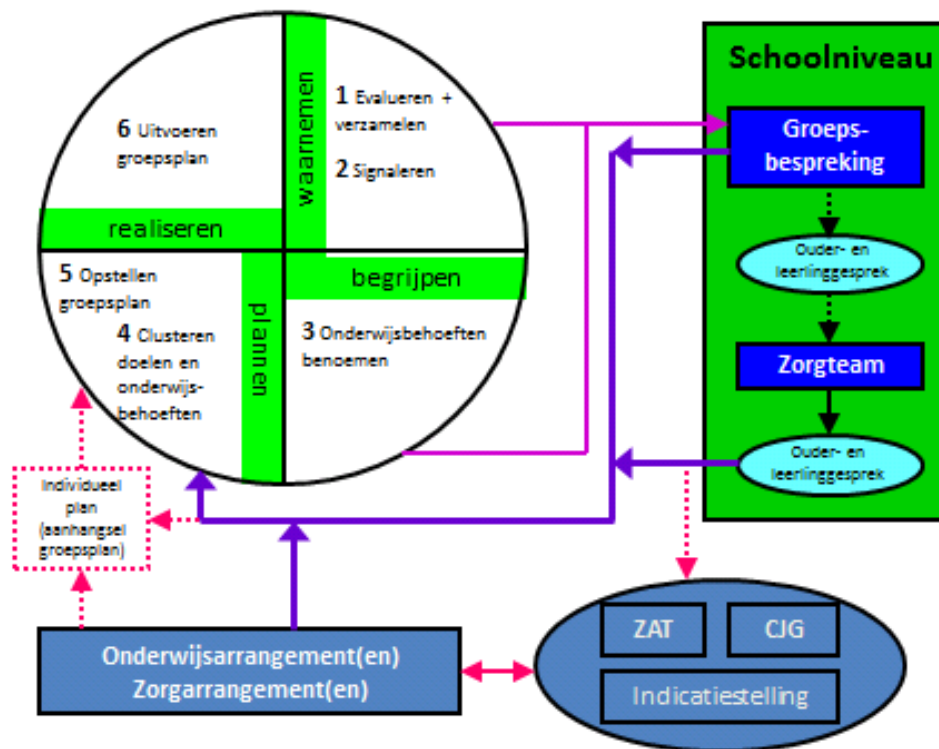 waarnemen
1 Evalueren +
verzamelen
2 Signaleren
6 Uitvoeren
groepsplan
realiseren
begrijpen
5 Opstellen
groepsplan
4 Clusteren
doelen en
onderwijs-
behoeften
plannen
3 Onderwijsbehoeften
benoemen
Schoolniveau
Groeps-
bespreking
Ouder- en
leerlinggesprek
Zorgteam
Ouder- en
leerlinggesprek
Individueel
plan
(aanhangsel
groepsplan)
Onderwijsarrangement(en)
Zorgarrangement(en)
ZAT
CJG
Indicatiestelling